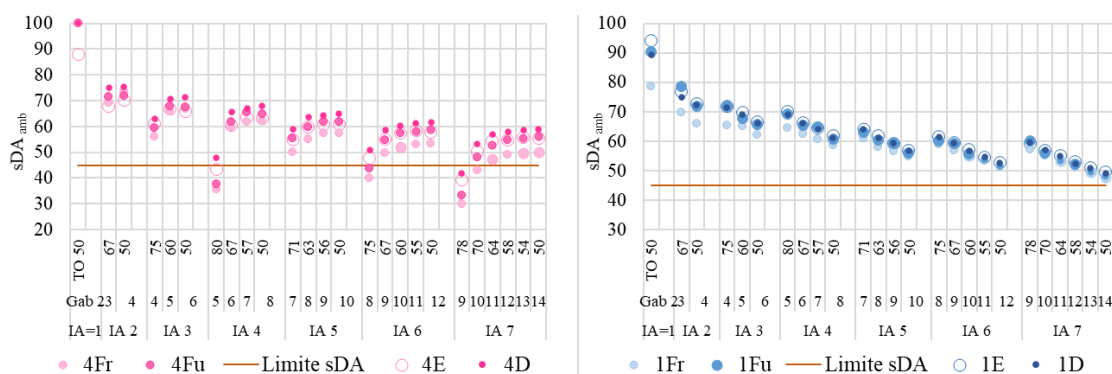 100
90
80
70
60
50
40
30
20
sDA amb
TO 50 67 50 75 60 50 80 67 57 50 71 63 56 50 75 67 60 55 50 78 70 64 58 54 50
Gab 23 4 4 5 6 5 6 7 8 7 8 9 10 8 9 10 11 12 9 10 11 12 13 14
IA=1 IA 2 IA 3 IA 4 IA 5 IA 6 IA 7
4Fr 4Fu Limite sDA 4E 4D
100
90
80
70
60
50
40
30
sDA amb
TO 50 67 50 75 60 50 80 67 57 50 71 63 56 50 75 67 60 55 50 78 70 64 58 54 50
Gab 23 4 4 5 6 5 6 7 8 7 8 9 10 8 9 10 11 12 9 10 11 12 13 14
IA=1 IA 2 IA 3 IA 4 IA 5 IA 6 IA 7
1Fr 1Fu Limite sDA 1E 1D